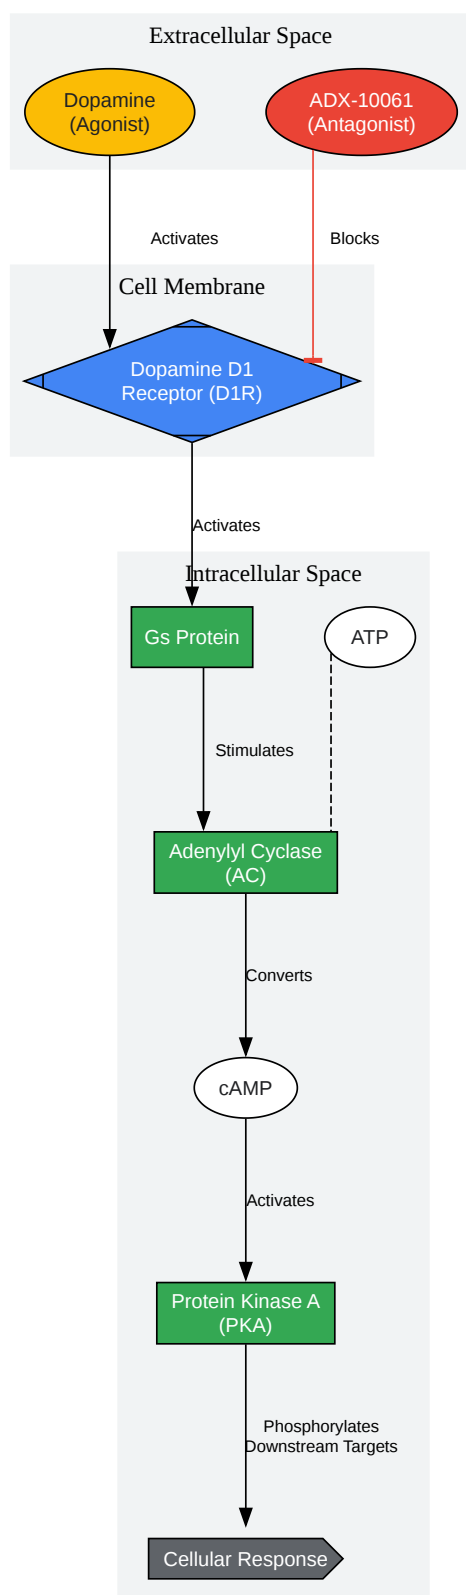 Extracellular Space
Dopamine
(Agonist)
ADX-10061
(Antagonist)
Activates
Blocks
Cell Membrane
Dopamine D1
Receptor (D1R)
Activates
Intracellular Space
Gs Protein
ATP
Stimulates
Adenylyl Cyclase
(AC)
Converts
cAMP
Activates
Protein Kinase A
(PKA)
Phosphorylates
Downstream Targets
Cellular Response